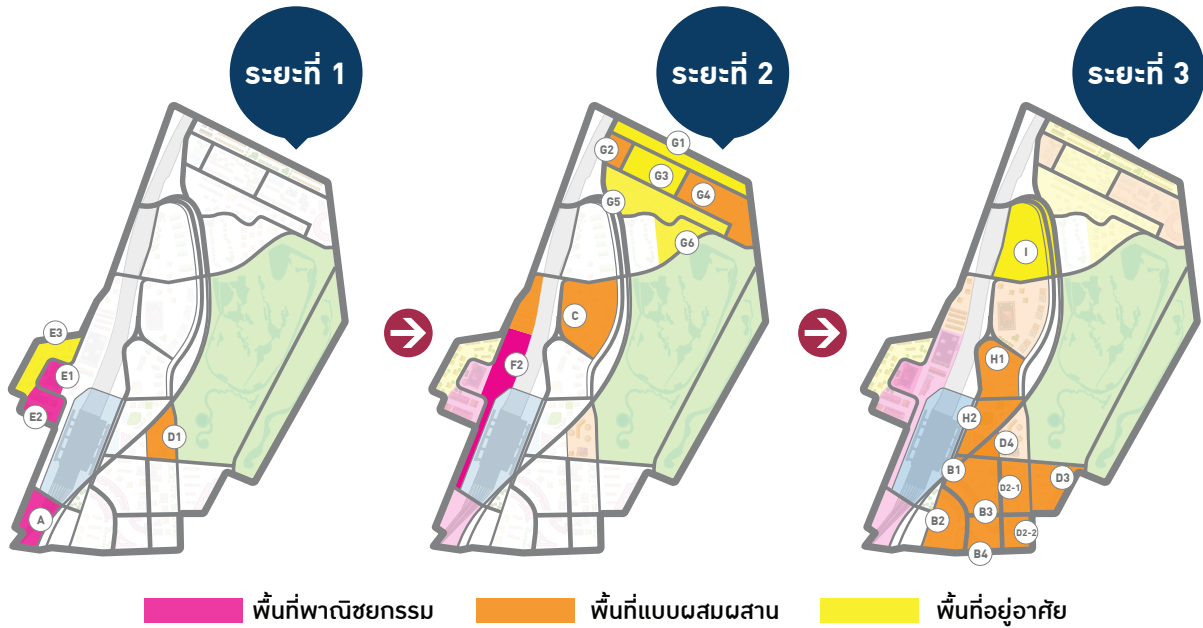 ระยะที่ 1
ระยะที่ 2
ระยะที่ 3
E3
E1
E2
D1
A
G1
G2
G3
G4
G5
G6
C
F2
I
H1
H2
D4
B1
D2-1
D3
B3
B2
D2-2
B4
พื้นที่พาณิชยกรรม
พื้นที่แบบผสมผสาน
พื้นที่อยู่อาศัย